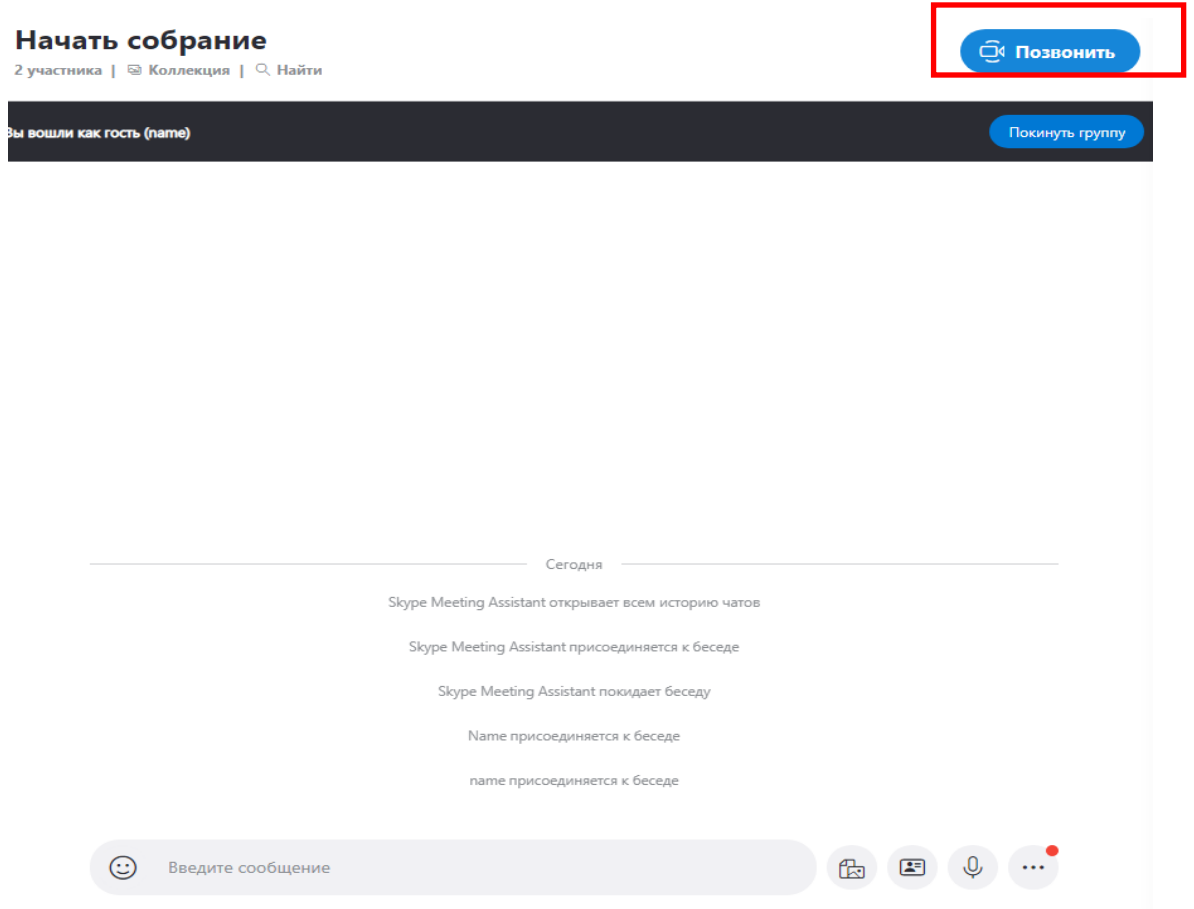 Начать собрание
Позвонить
2 участника | Коллекция | Найти
Вы вошли как гость (name)
Покинуть группу
Сегодня
Skype Meeting Assistant открывает всем историю чатов
Skype Meeting Assistant присоединяется к беседе
Skype Meeting Assistant покидает беседу
Name присоединяется к беседе
name присоединяется к беседе
Введите сообщение